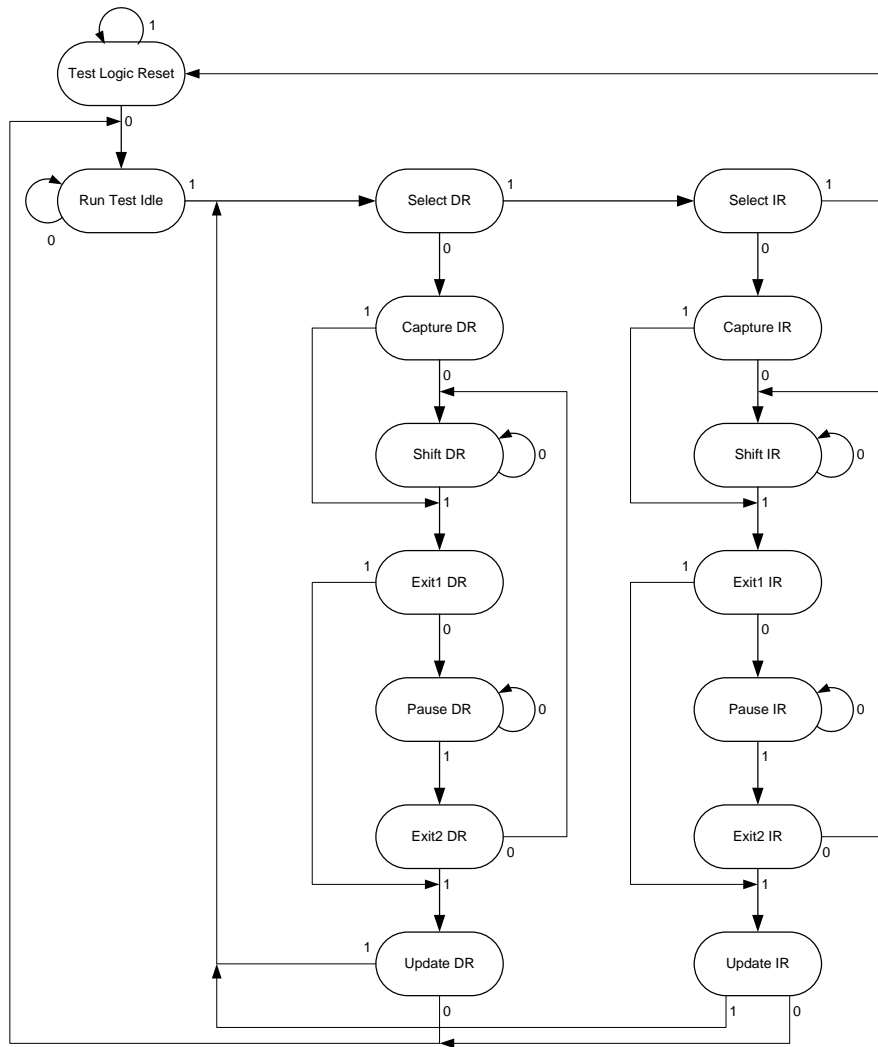 1
Test Logic Reset
0
Run Test Idle
1
0
Select DR
1
0
Select IR
1
0
1
Capture DR
0
1
Capture IR
0
Shift DR
0
1
Shift IR
0
1
1
Exit1 DR
0
1
Exit1 IR
0
Pause DR
0
1
Pause IR
0
1
Exit2 DR
0
1
Exit2 IR
0
1
1
Update DR
0
Update IR
1
0